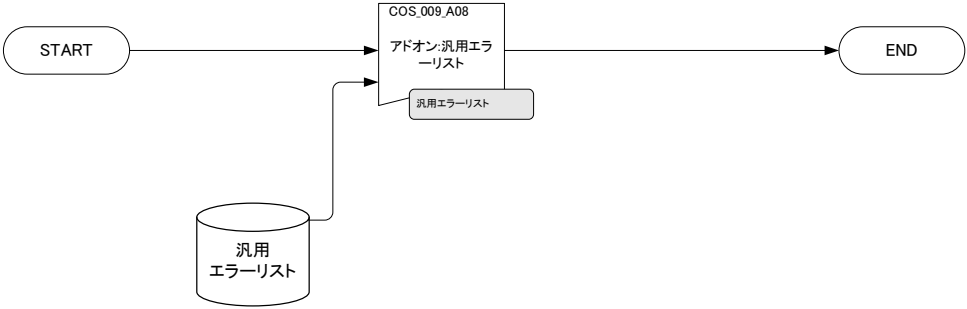 COS_009_A08
START
アドオン:汎用エラ
ーリスト
END
汎用エラーリスト
汎用
エラーリスト